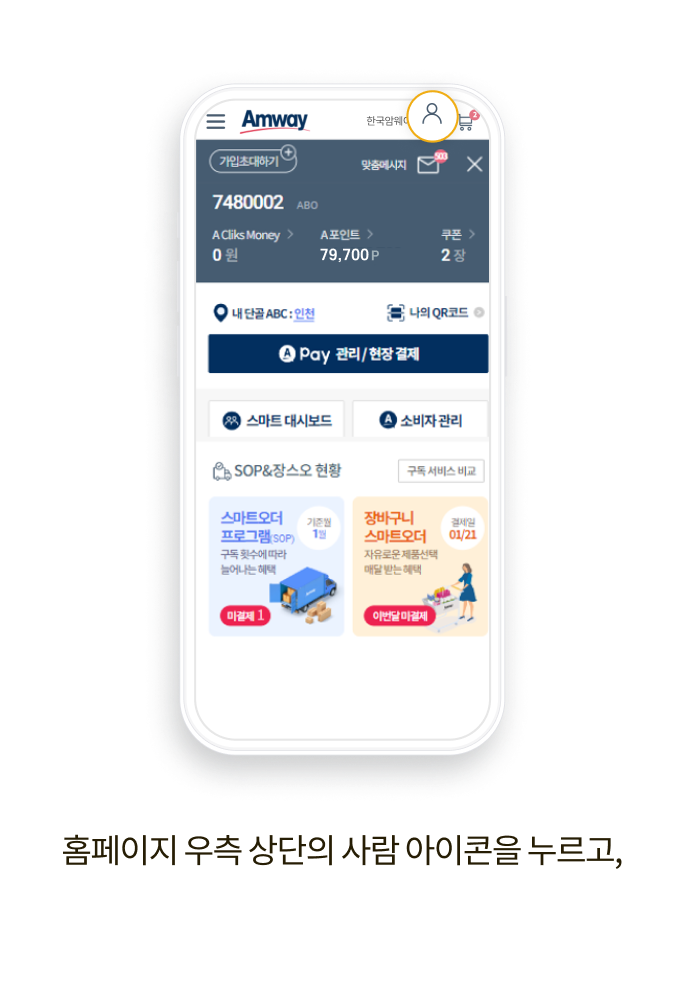 Amway
한국암웨이
2
가입초대하기
맞춤메시지
503
7480002 ABO
A Cliks Money
A 포인트
쿠폰
0 원
79,700 P
2 장
내 단골 ABC : 인천
나의 QR코드
A Pay 관리 / 현장 결제
스마트 대시보드
A 소비자 관리
SOP&장스오 현황
구독 서비스 비교
스마트오더
프로그램(SOP)
구독 횟수에 따라
늘어나는 혜택
기준월
1월
미결제 1
장바구니
스마트오더
자유로운 제품선택
매달 받는 혜택
결제일
01/21
이번달 미결제
홈페이지 우측 상단의 사람 아이콘을 누르고,